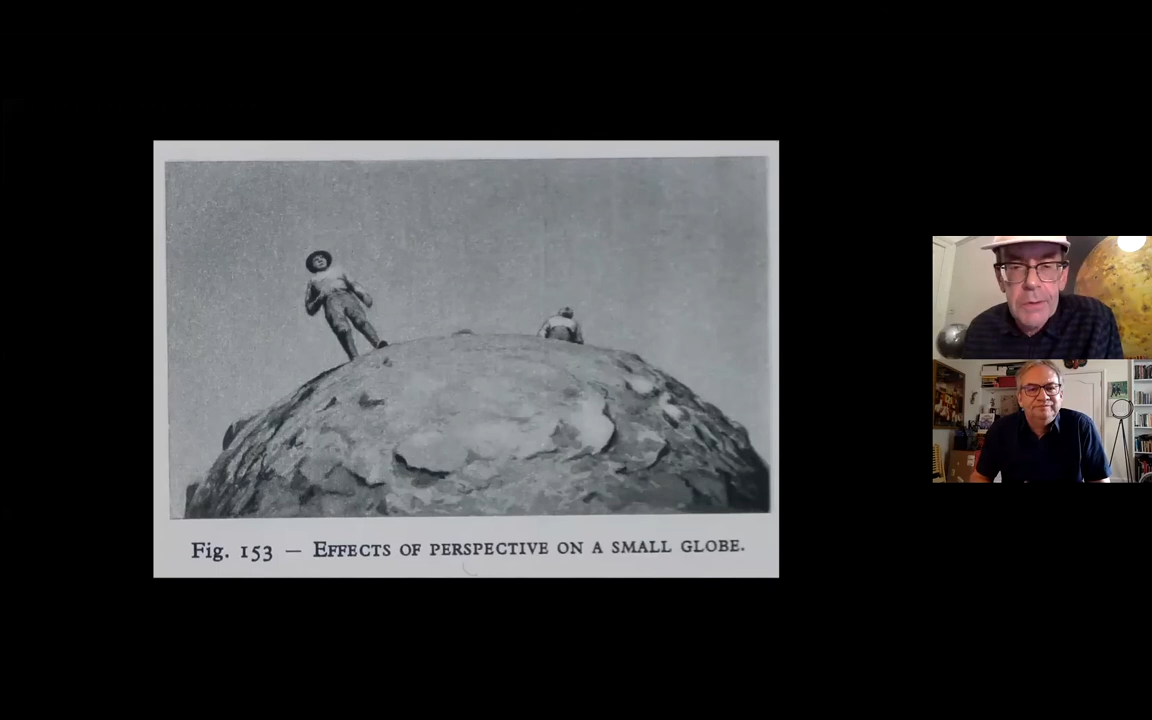 Fig. 153 — EFFECTS OF PERSPECTIVE ON A SMALL GLOBE.